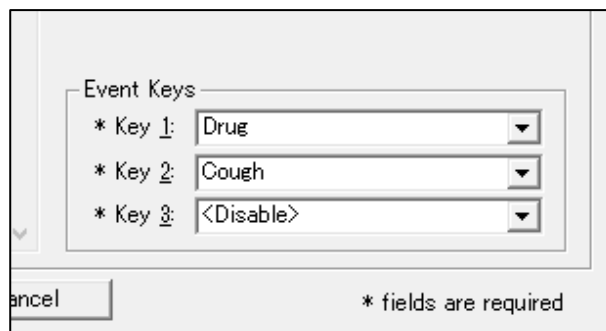 Event Keys
* Key 1: Drug
* Key 2: Cough
* Key 3: <Disable>
ancel
* fields are required